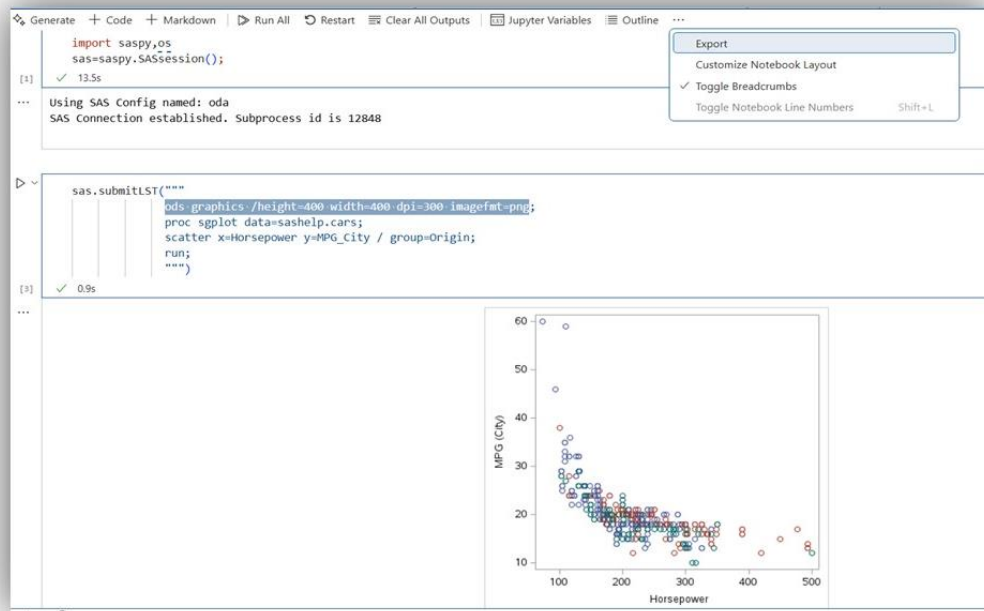 Generate + Code + Markdown Run All Restart Clear All Outputs Jupyter Variables Outline ...
Export
Customize Notebook Layout
Toggle Breadcrumbs
Toggle Notebook Line Numbers Shift+L
import saspy,os
sas=saspy.SASsession();
[1] 13.5s
Using SAS Config named: oda
SAS Connection established. Subprocess id is 12848
sas.submitLST("""
ods graphics /height=400 width=400 dpi=300 imagefmt=png;
proc sgplot data=sashelp.cars;
scatter x=Horsepower y=MPG_City / group=Origin;
run;
""")
[3] 0.9s
60
50
40
30
20
10
MPG (City)
100 200 300 400 500
Horsepower